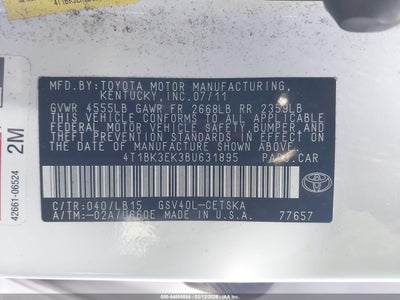 MFD.BY:TOYOTA MOTOR MANUFACTURING,
KENTUCKY, INC. 07/11
GVWR 4555LB GAWR FR 2668LB RR 2359LB
THIS VEHICLE CONFORMS TO ALL APPLICABLE
FEDERAL MOTOR VEHICLE SAFETY, BUMPER, AND
THEFT PREVENTION STANDARDS IN EFFECT ON
THE DATE OF MANUFACTURE SHOWN ABOVE.
4T1BK3EK3BU631895 PASS.CAR
C/TR:040/LB15 GSV40L-CETSKA
A/TM:-02A/U660E MADE IN U.S.A.
77657
TOYOTA
42661-06524
2M